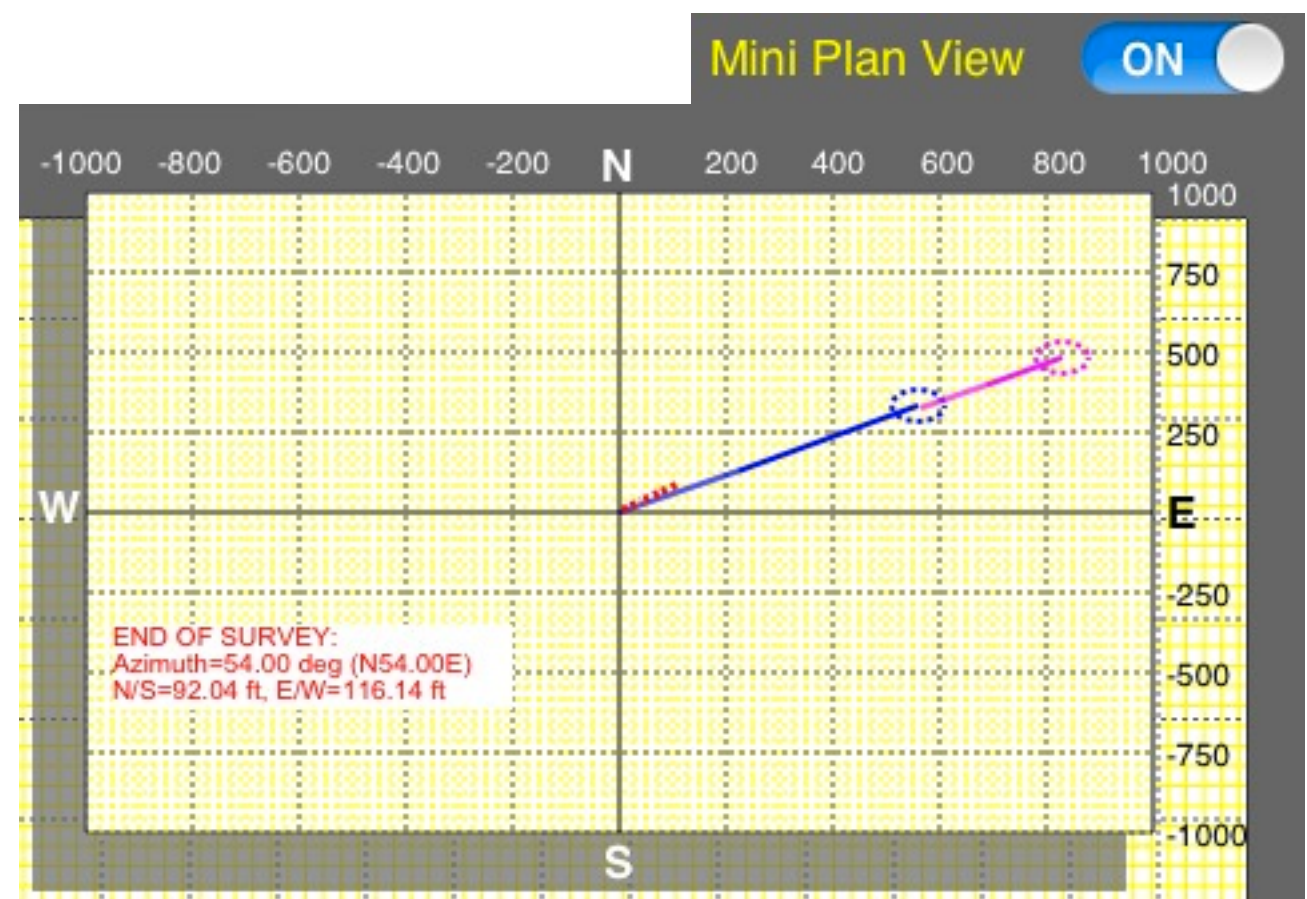 Mini Plan View ON
-1000 -800 -600 -400 -200 N 200 400 600 800 1000
1000
750
500
250
W E
-250
END OF SURVEY:
Azimuth=54.00 deg (N54.00E)
-500
N/S=92.04 ft, E/W=116.14 ft
-750
-1000
S